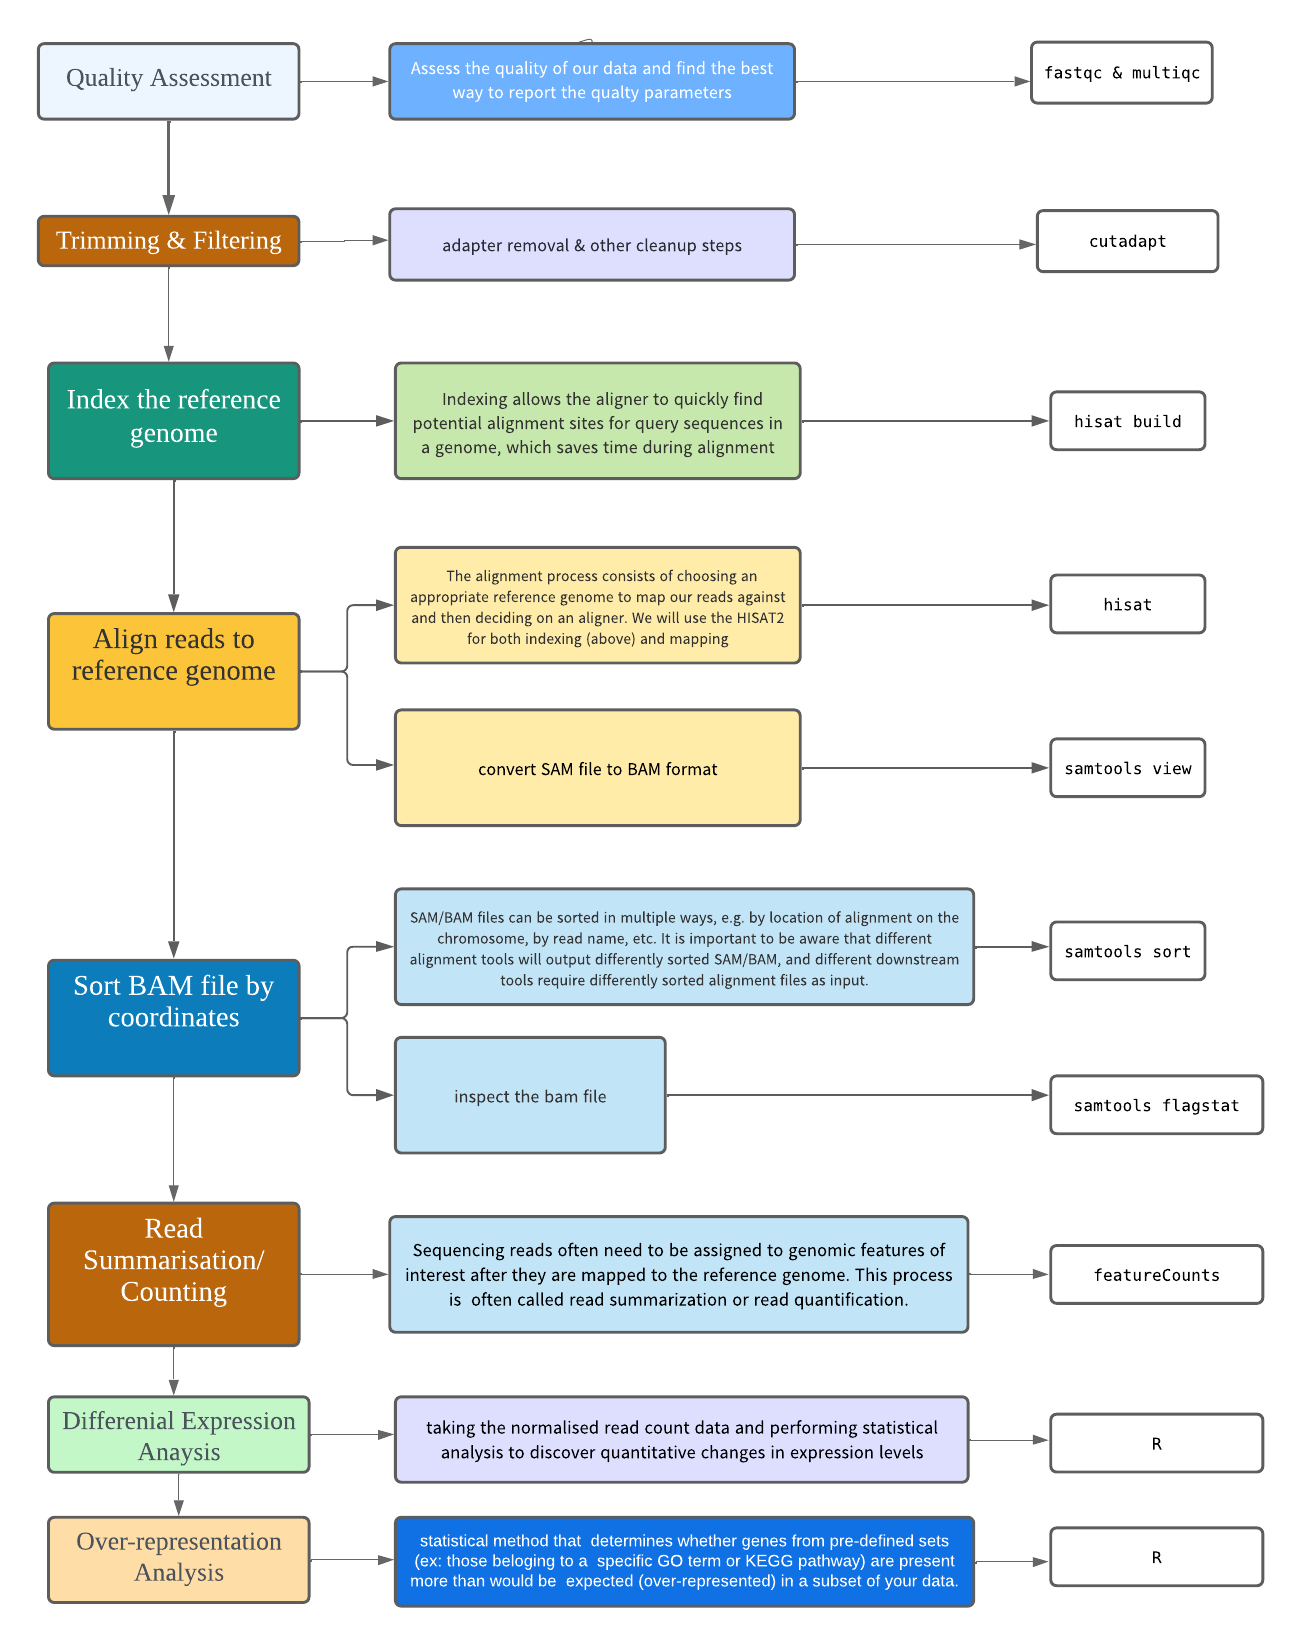 Quality Assessment
Assess the quality of our data and find the best
way to report the qualty parameters
fastqc & multiqc
Trimming & Filtering
adapter removal & other cleanup steps
cutadapt
Index the reference
genome
Indexing allows the aligner to quickly find
potential alignment sites for query sequences in
a genome, which saves time during alignment
hisat build
Align reads to
reference genome
The alignment process consists of choosing an
appropriate reference genome to map our reads against
and then deciding on an aligner. We will use the HISAT2
for both indexing (above) and mapping
hisat
convert SAM file to BAM format
samtools view
Sort BAM file by
coordinates
SAM/BAM files can be sorted in multiple ways, e.g. by location of alignment on the
chromosome, by read name, etc. It is important to be aware that different
alignment tools will output differently sorted SAM/BAM, and different downstream
tools require differently sorted alignment files as input.
samtools sort
inspect the bam file
samtools flagstat
Read
Summarisation/
Counting
Sequencing reads often need to be assigned to genomic features of
interest after they are mapped to the reference genome. This process
is often called read summarization or read quantification.
featureCounts
Differenial Expression
Anaysis
taking the normalised read count data and performing statistical
analysis to discover quantitative changes in expression levels
R
Over-representation
Analysis
statistical method that determines whether genes from pre-defined sets
(ex: those beloging to a specific GO term or KEGG pathway) are present
more than would be expected (over-represented) in a subset of your data.
R